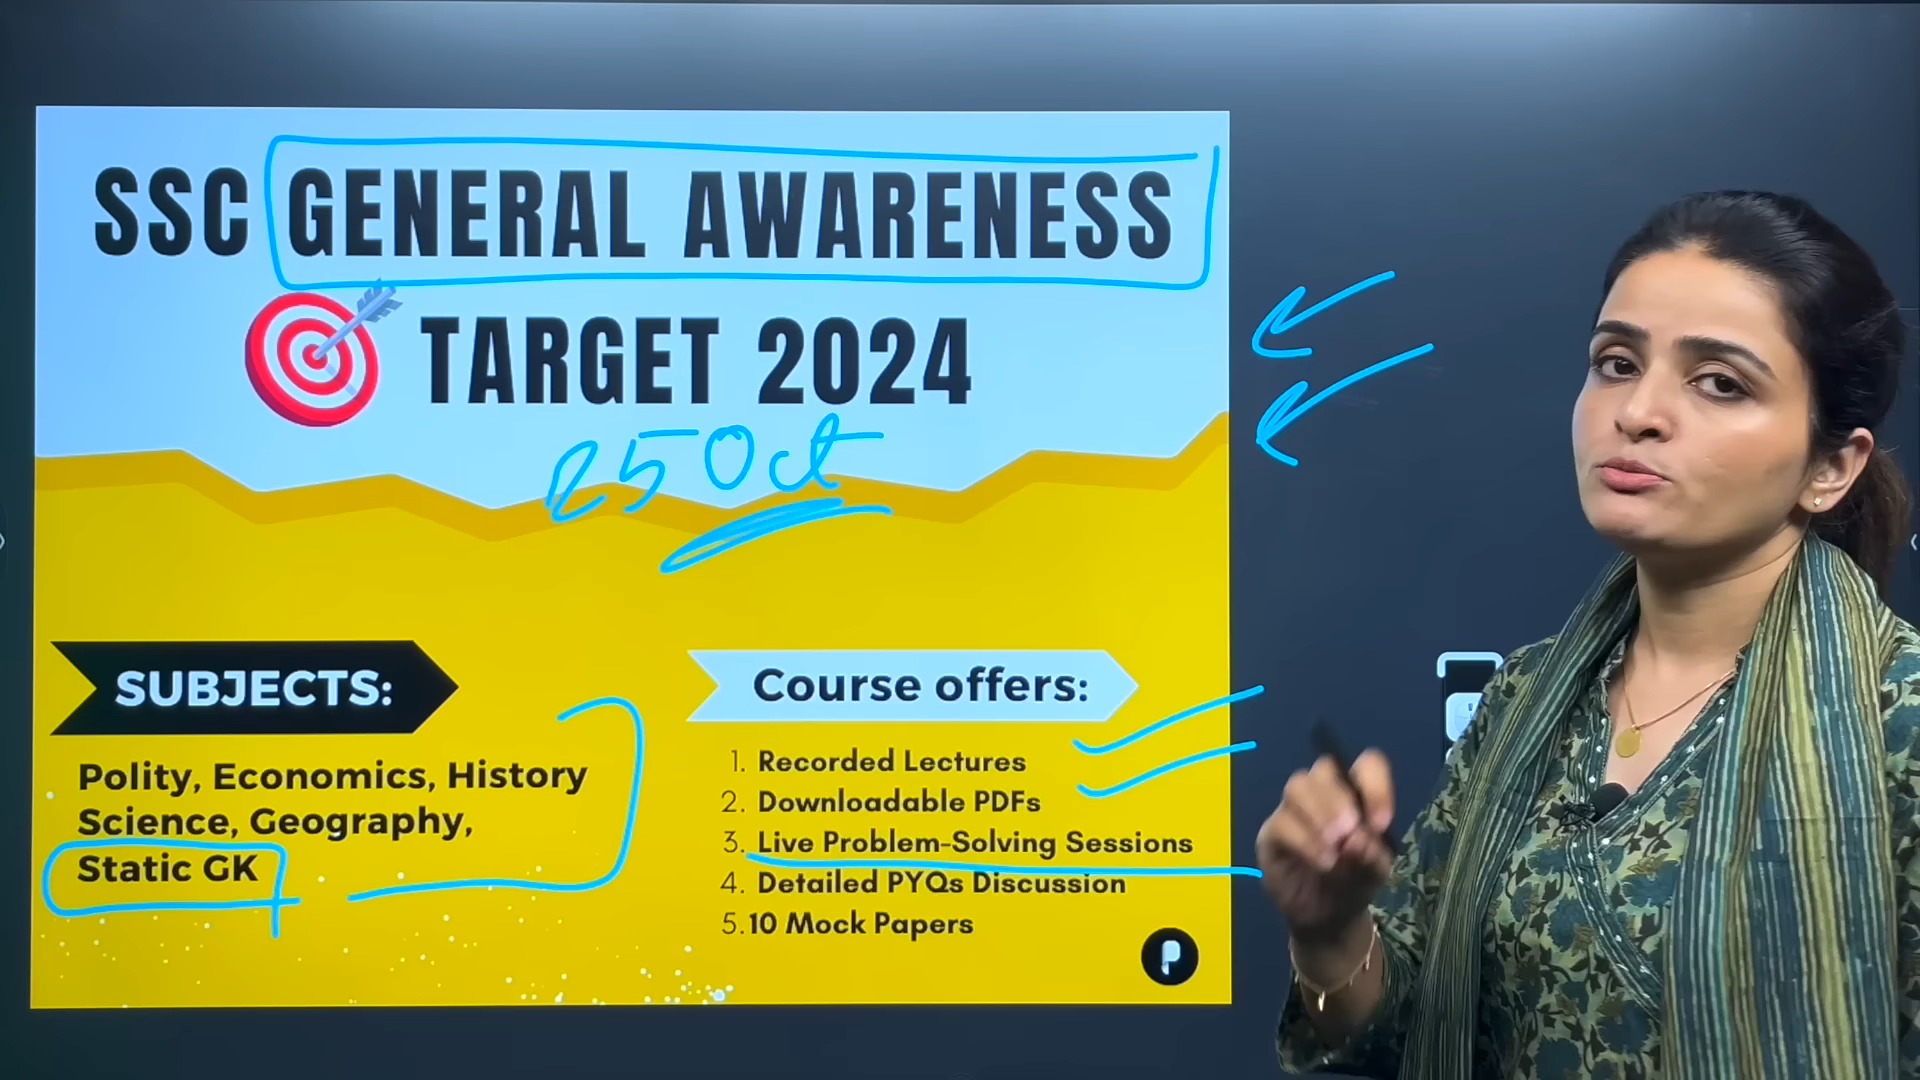 SSC GENERAL AWARENESS
TARGET 2024
25 Oct
SUBJECTS:
Polity, Economics, History
Science, Geography,
Static GK
Course offers:
1. Recorded Lectures
2. Downloadable PDFs
3. Live Problem-Solving Sessions
4. Detailed PYQs Discussion
5. 10 Mock Papers
P